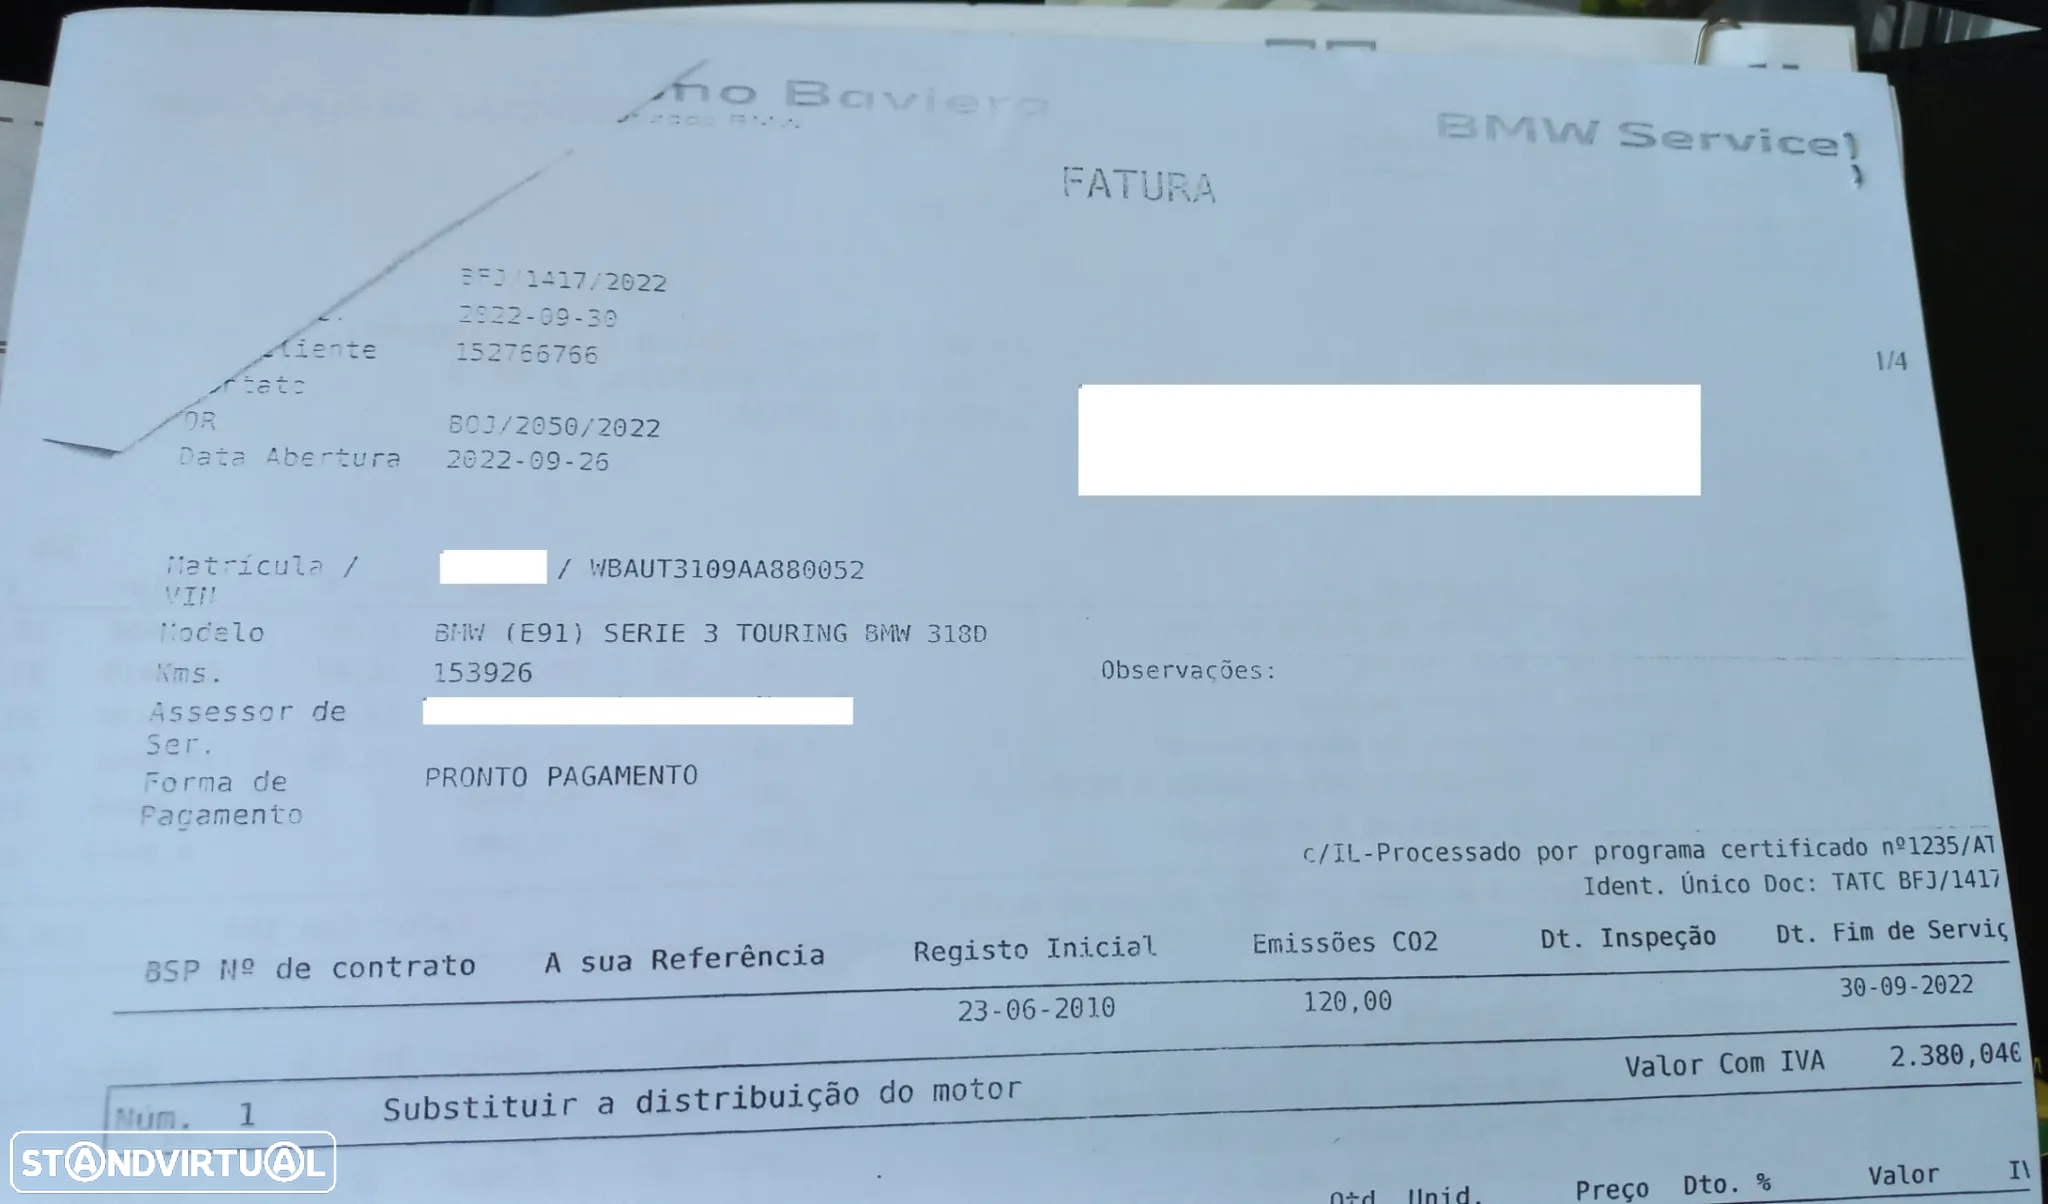 no Baviera
BMW Service
FATURA
BFJ/1417/2022
2022-09-30
cliente 152766766
1/4
OR BOJ/2050/2022
Data Abertura 2022-09-26
Matrícula / / WBAUT3109AA880052
VIN
Modelo BMW (E91) SERIE 3 TOURING BMW 318D
Kms. 153926
Observações:
Assessor de
Ser.
Forma de PRONTO PAGAMENTO
Pagamento
c/IL-Processado por programa certificado nº1235/AT
Ident. Único Doc: TATC BFJ/1417
BSP Nº de contrato A sua Referência Registo Inicial Emissões CO2 Dt. Inspeção Dt. Fim de Serviç
23-06-2010 120,00 30-09-2022
Valor Com IVA 2.380,04€
Núm. 1 Substituir a distribuição do motor
Qtd Unid. Preço Dto. % Valor
STANDVIRTUAL